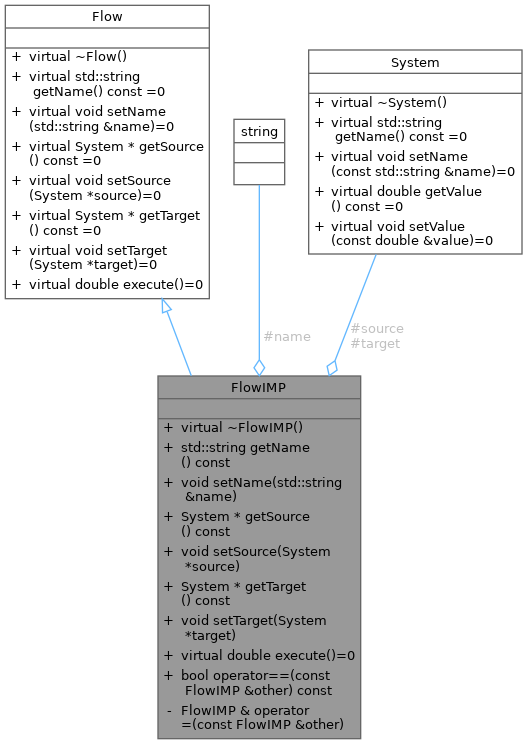 Flow
+ virtual ~Flow()
+ virtual std::string
getName() const =0
+ virtual void setName
(std::string &name)=0
+ virtual System * getSource
() const =0
+ virtual void setSource
(System *source)=0
+ virtual System * getTarget
() const =0
+ virtual void setTarget
(System *target)=0
+ virtual double execute()=0
string
System
+ virtual ~System()
+ virtual std::string
getName() const =0
+ virtual void setName
(const std::string &name)=0
+ virtual double getValue
() const =0
+ virtual void setValue
(const double &value)=0
#name
#source
#target
FlowIMP
+ virtual ~FlowIMP()
+ std::string getName
() const
+ void setName(std::string
&name)
+ System * getSource
() const
+ void setSource(System
*source)
+ System * getTarget
() const
+ void setTarget(System
*target)
+ virtual double execute()=0
+ bool operator==(const
FlowIMP &other) const
- FlowIMP & operator
=(const FlowIMP &other)